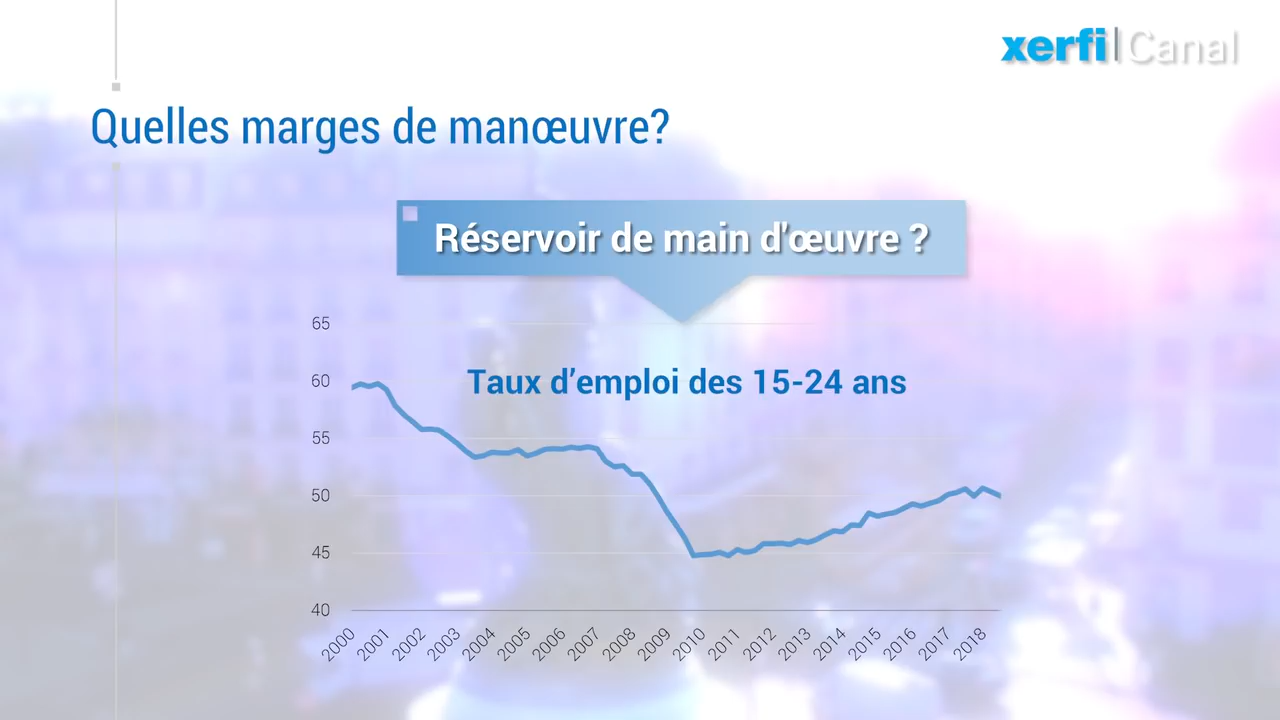 xerfi Canal
Quelles marges de manœuvre?
Réservoir de main d'œuvre ?
Taux d’emploi des 15-24 ans
65
60
55
50
45
40
2000 2001 2002 2003 2004 2005 2006 2007 2008 2009 2010 2011 2012 2013 2014 2015 2016 2017 2018